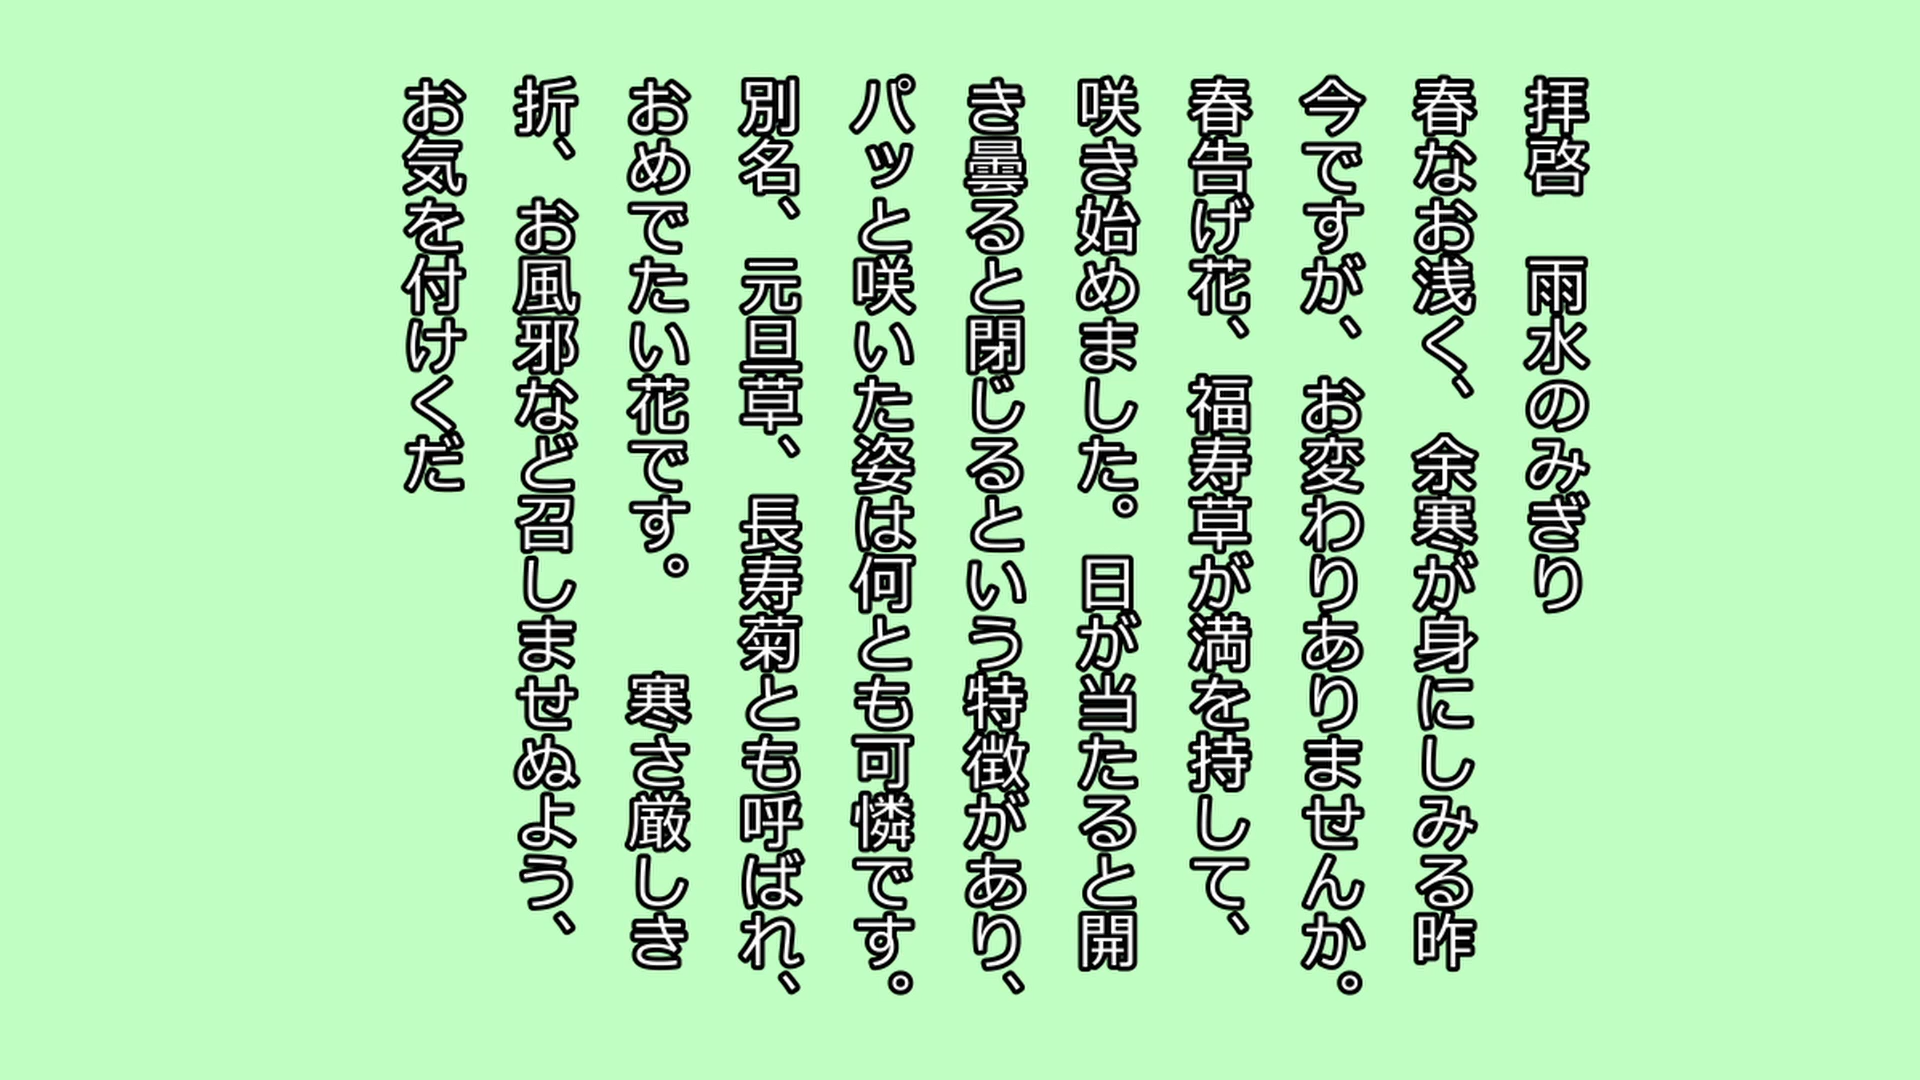 拝啓　雨水のみぎり
春なお浅く、余寒が身にしみる昨
今ですが、お変わりありませんか。
春告げ花、福寿草が満を持して、
咲き始めました。日が当たると開
き曇ると閉じるという特徴があり、
パッと咲いた姿は何とも可憐です。
別名、元旦草、長寿菊とも呼ばれ、
おめでたい花です。　寒さ厳しき
折、お風邪など召しませぬよう、
お気を付けくだ